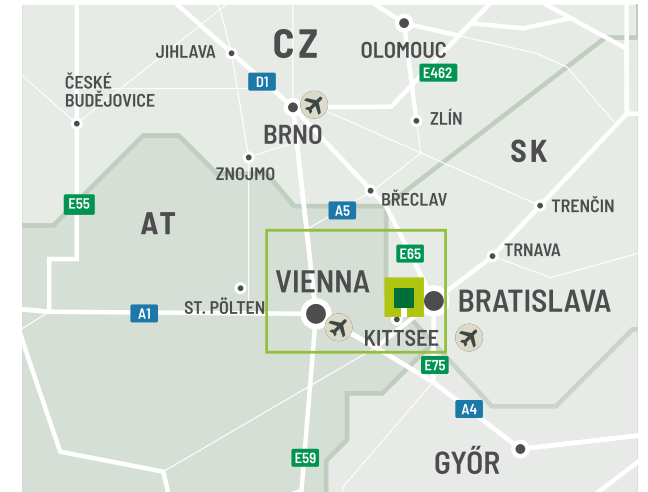 CZ
OLOMOUC
JIHLAVA
E462
D1
ČESKÉ
BUDĚJOVICE
ZLÍN
BRNO
SK
ZNOJMO
BŘECLAV
E55
A5
TRENČIN
AT
E65
TRNAVA
VIENNA
ST. PÖLTEN
BRATISLAVA
A1
KITTSEE
E75
A4
E59
GYŐR